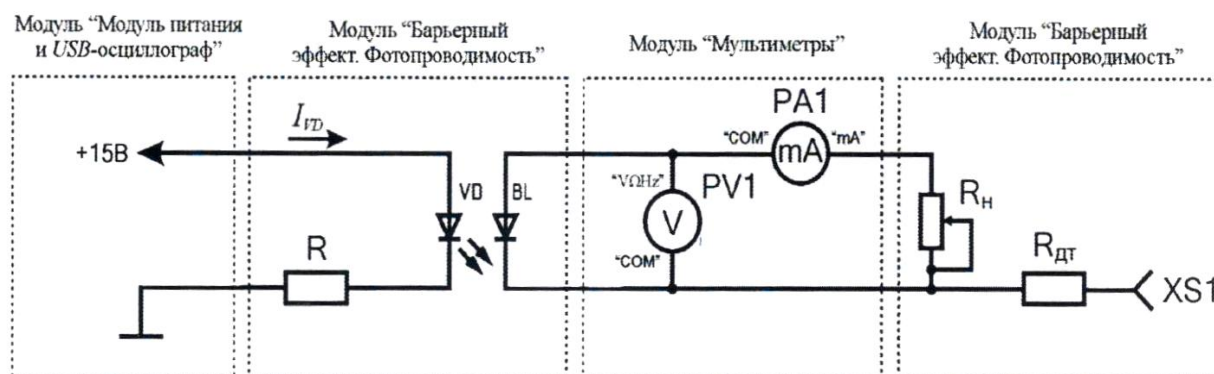 Модуль “Модуль питания
и USB-осциллограф”
Модуль “Барьерный
эффект. Фотопроводимость”
Модуль “Мультиметры”
Модуль “Барьерный
эффект. Фотопроводимость”
+15В
I_VD
VD
BL
R
"VΩHz"
PV1
V
"COM"
PA1
"COM"
mA
"mA"
Rн
Rдт
XS1